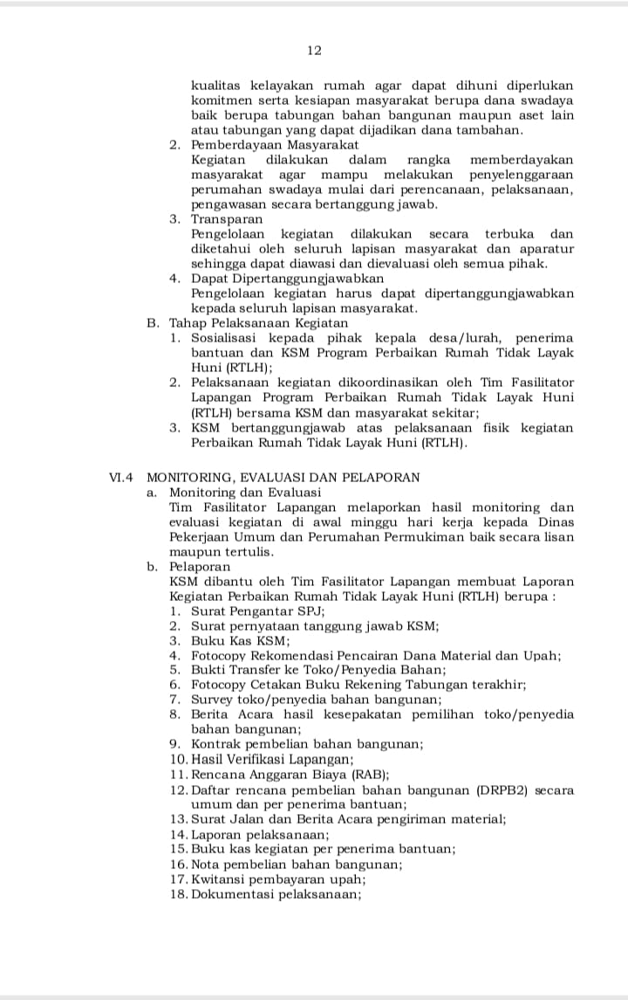 12
kualitas kelayakan rumah agar dapat dihuni diperlukan
komitmen serta kesiapan masyarakat berupa dana swadaya
baik berupa tabungan bahan bangunan maupun aset lain
atau tabungan yang dapat dijadikan dana tambahan.
2. Pemberdayaan Masyarakat
Kegiatan dilakukan dalam rangka memberdayakan
masyarakat agar mampu melakukan penyelenggaraan
perumahan swadaya mulai dari perencanaan, pelaksanaan,
pengawasan secara bertanggung jawab.
3. Transparan
Pengelolaan kegiatan dilakukan secara terbuka dan
diketahui oleh seluruh lapisan masyarakat dan aparatur
sehingga dapat diawasi dan dievaluasi oleh semua pihak.
4. Dapat Dipertanggungjawabkan
Pengelolaan kegiatan harus dapat dipertanggungjawabkan
kepada seluruh lapisan masyarakat.
B. Tahap Pelaksanaan Kegiatan
1. Sosialisasi kepada pihak kepala desa/lurah, penerima
bantuan dan KSM Program Perbaikan Rumah Tidak Layak
Huni (RTLH);
2. Pelaksanaan kegiatan dikoordinasikan oleh Tim Fasilitator
Lapangan Program Perbaikan Rumah Tidak Layak Huni
(RTLH) bersama KSM dan masyarakat sekitar;
3. KSM bertanggungjawab atas pelaksanaan fisik kegiatan
Perbaikan Rumah Tidak Layak Huni (RTLH).
VI.4 MONITORING, EVALUASI DAN PELAPORAN
a. Monitoring dan Evaluasi
Tim Fasilitator Lapangan melaporkan hasil monitoring dan
evaluasi kegiatan di awal minggu hari kerja kepada Dinas
Pekerjaan Umum dan Perumahan Permukiman baik secara lisan
maupun tertulis.
b. Pelaporan
KSM dibantu oleh Tim Fasilitator Lapangan membuat Laporan
Kegiatan Perbaikan Rumah Tidak Layak Huni (RTLH) berupa :
1. Surat Pengantar SPJ;
2. Surat pernyataan tanggung jawab KSM;
3. Buku Kas KSM;
4. Fotocopy Rekomendasi Pencairan Dana Material dan Upah;
5. Bukti Transfer ke Toko/Penyedia Bahan;
6. Fotocopy Cetakan Buku Rekening Tabungan terakhir;
7. Survey toko/penyedia bahan bangunan;
8. Berita Acara hasil kesepakatan pemilihan toko/penyedia
bahan bangunan;
9. Kontrak pembelian bahan bangunan;
10. Hasil Verifikasi Lapangan;
11. Rencana Anggaran Biaya (RAB);
12. Daftar rencana pembelian bahan bangunan (DRPB2) secara
umum dan per penerima bantuan;
13. Surat Jalan dan Berita Acara pengiriman material;
14. Laporan pelaksanaan;
15. Buku kas kegiatan per penerima bantuan;
16. Nota pembelian bahan bangunan;
17. Kwitansi pembayaran upah;
18. Dokumentasi pelaksanaan;